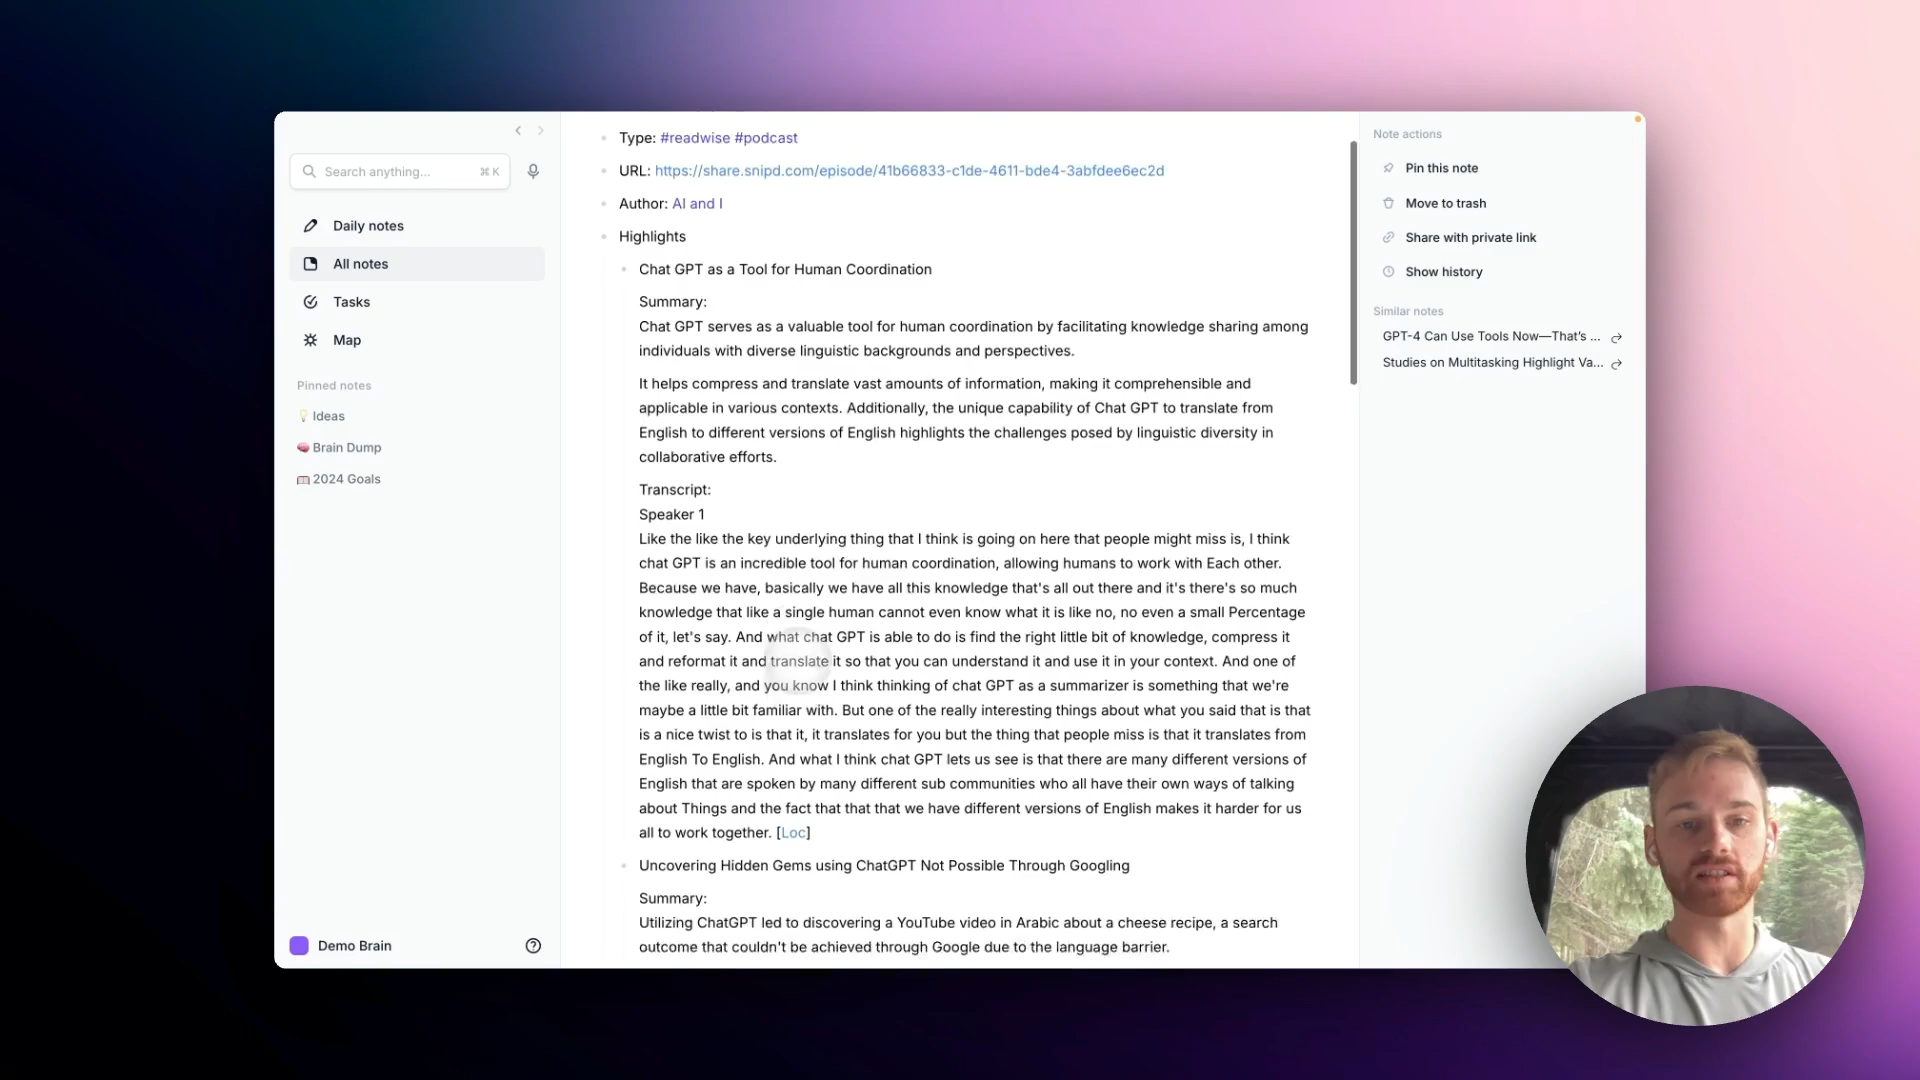 Search anything...
⌘ K
Daily notes
All notes
Tasks
Map
Pinned notes
💡 Ideas
🧠 Brain Dump
📖 2024 Goals
Demo Brain
Type: #readwise #podcast
URL: https://share.snipd.com/episode/41b66833-c1de-4611-bde4-3abfdee6ec2d
Author: AI and I
Highlights
Chat GPT as a Tool for Human Coordination
Summary:
Chat GPT serves as a valuable tool for human coordination by facilitating knowledge sharing among
individuals with diverse linguistic backgrounds and perspectives.
It helps compress and translate vast amounts of information, making it comprehensible and
applicable in various contexts. Additionally, the unique capability of Chat GPT to translate from
English to different versions of English highlights the challenges posed by linguistic diversity in
collaborative efforts.
Transcript:
Speaker 1
Like the like the key underlying thing that I think is going on here that people might miss is, I think
chat GPT is an incredible tool for human coordination, allowing humans to work with Each other.
Because we have, basically we have all this knowledge that's all out there and it's there's so much
knowledge that like a single human cannot even know what it is like no, no even a small Percentage
of it, let's say. And what chat GPT is able to do is find the right little bit of knowledge, compress it
and reformat it and translate it so that you can understand it and use it in your context. And one of
the like really, and you know I think thinking of chat GPT as a summarizer is something that we're
maybe a little bit familiar with. But one of the really interesting things about what you said that is that
is a nice twist to is that it, it translates for you but the thing that people miss is that it translates from
English To English. And what I think chat GPT lets us see is that there are many different versions of
English that are spoken by many different sub communities who all have their own ways of talking
about Things and the fact that that that we have different versions of English makes it harder for us
all to work together. [Loc]
Uncovering Hidden Gems using ChatGPT Not Possible Through Googling
Summary:
Utilizing ChatGPT led to discovering a YouTube video in Arabic about a cheese recipe, a search
outcome that couldn't be achieved through Google due to the language barrier.
Note actions
Pin this note
Move to trash
Share with private link
Show history
Similar notes
GPT-4 Can Use Tools Now—That's ...
Studies on Multitasking Highlight Va...